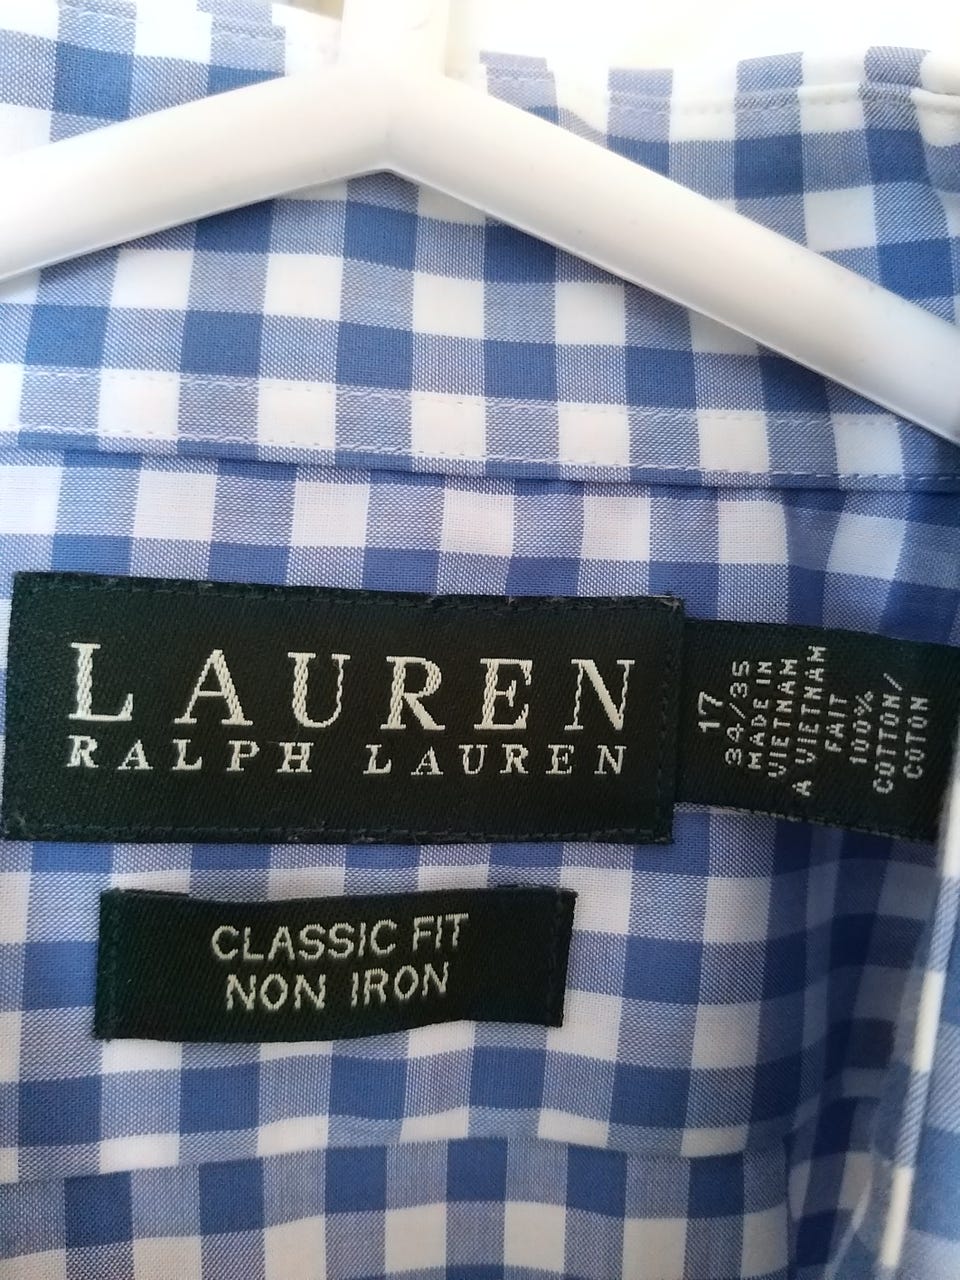 LAUREN
RALPH LAUREN
17
34/35
MADE IN
VIETNAM
A VIETNAM
FAIT
100%
COTTON/
COTON
CLASSIC FIT
NON IRON